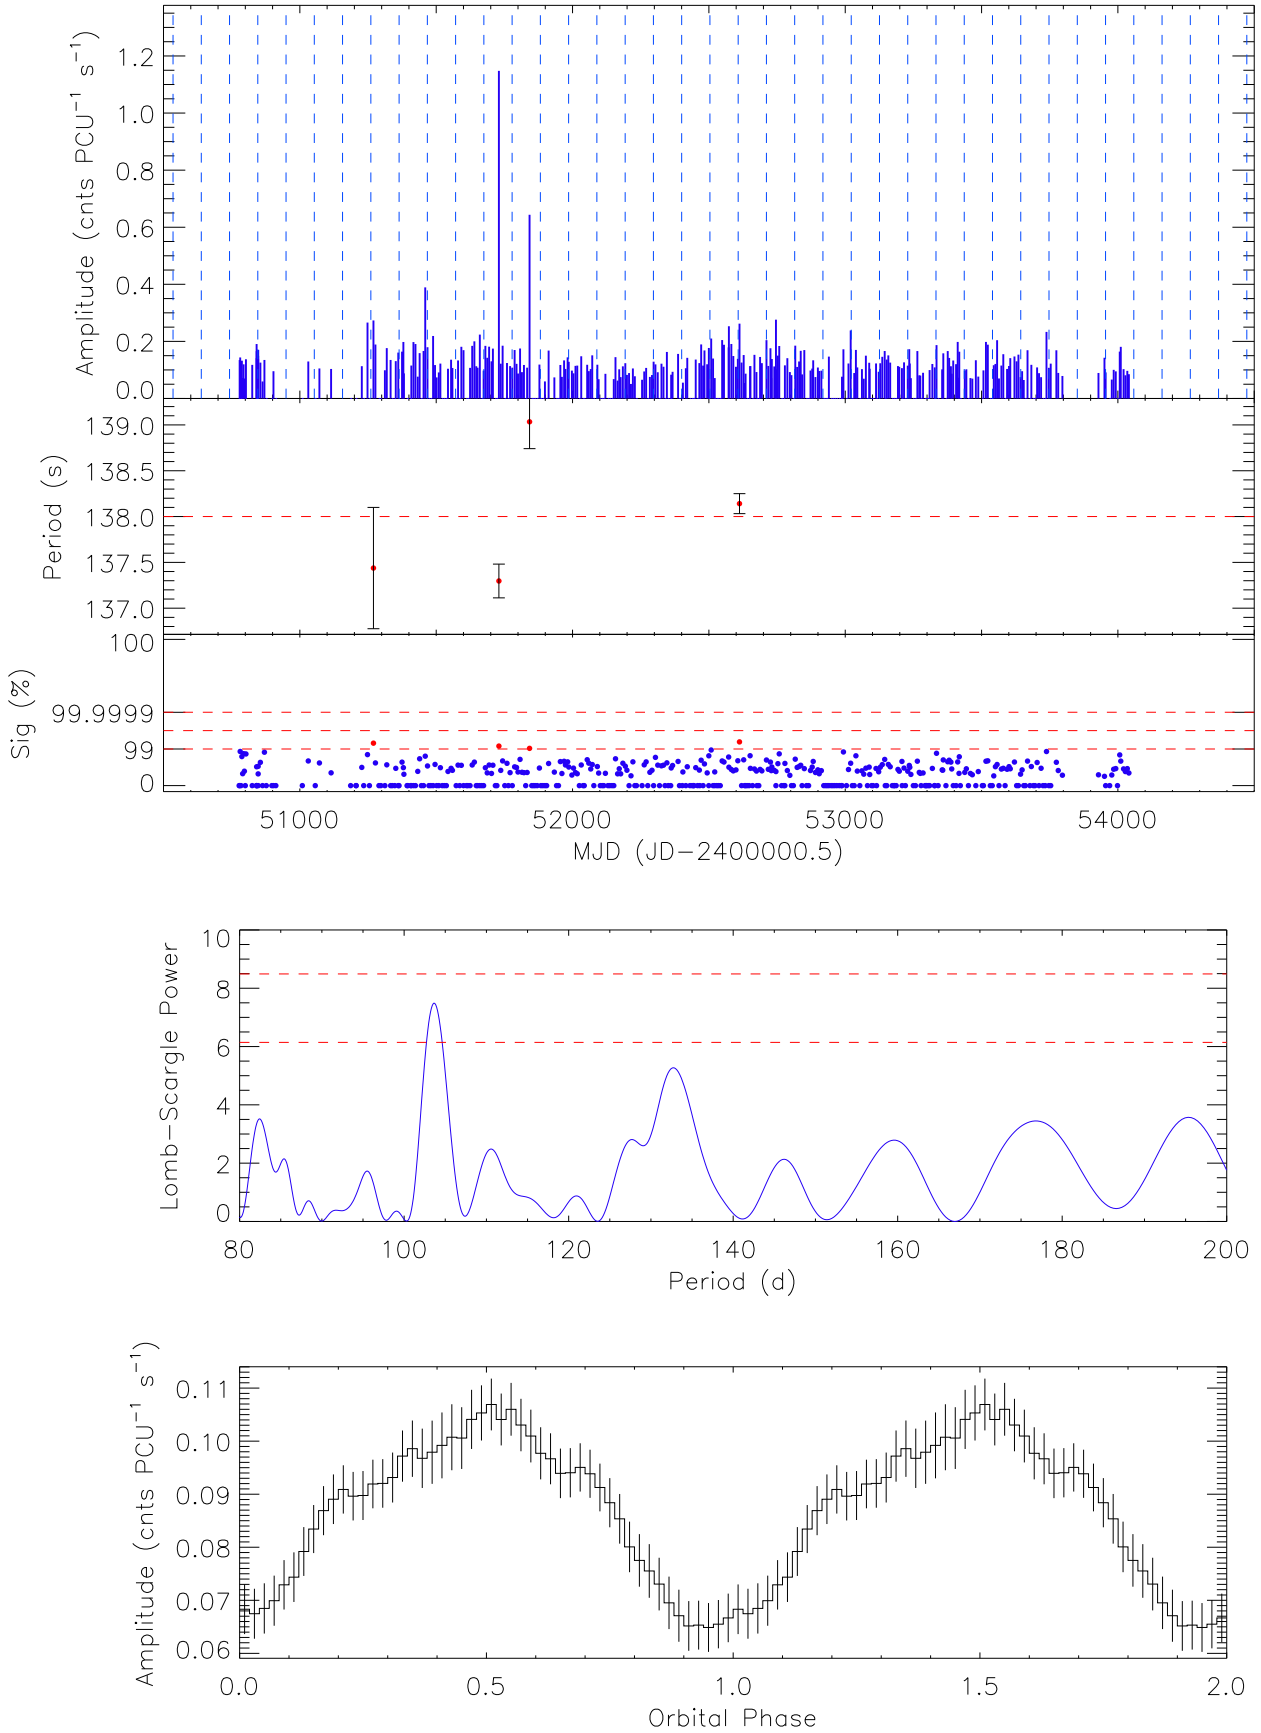 Amplitude (cnts PCU⁻¹ s⁻¹)
1.2
1.0
0.8
0.6
0.4
0.2
0.0
Period (s)
139.0
138.5
138.0
137.5
137.0
Sig (%)
100
99.9999
99
0
51000 52000 53000 54000
MJD (JD−2400000.5)
Lomb−Scargle Power
10
8
6
4
2
0
80 100 120 140 160 180 200
Period (d)
Amplitude (cnts PCU⁻¹ s⁻¹)
0.11
0.10
0.09
0.08
0.07
0.06
0.0 0.5 1.0 1.5 2.0
Orbital Phase